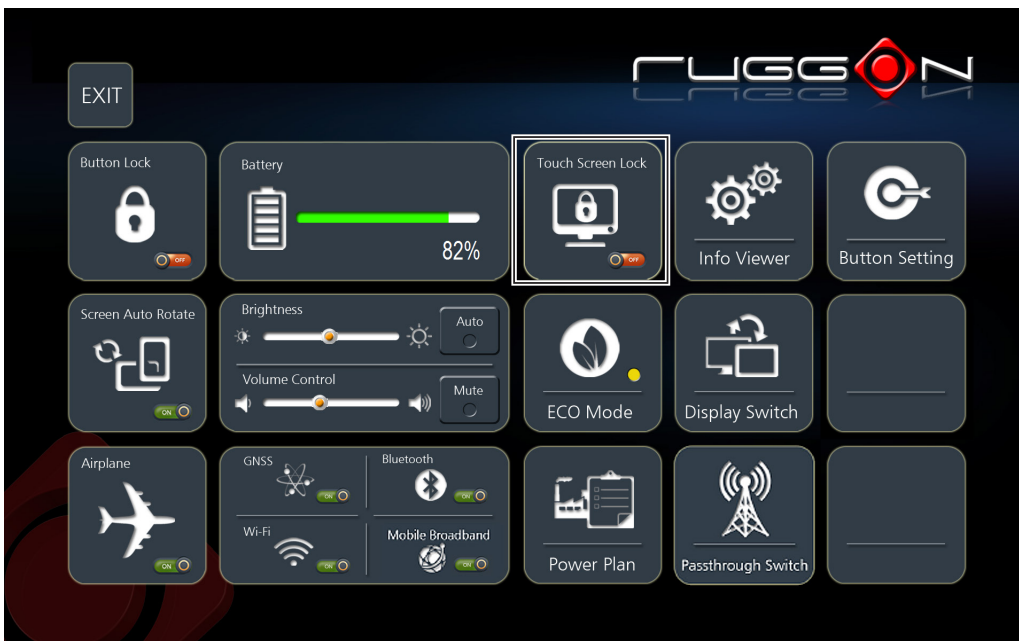 RUGGON
EXIT
Button Lock
OFF
Battery
82%
Touch Screen Lock
OFF
Info Viewer
Button Setting
Screen Auto Rotate
ON
Brightness
Auto
Volume Control
Mute
ECO Mode
Display Switch
Airplane
ON
GNSS
ON
Bluetooth
ON
Wi-Fi
ON
Mobile Broadband
ON
Power Plan
Passthrough Switch